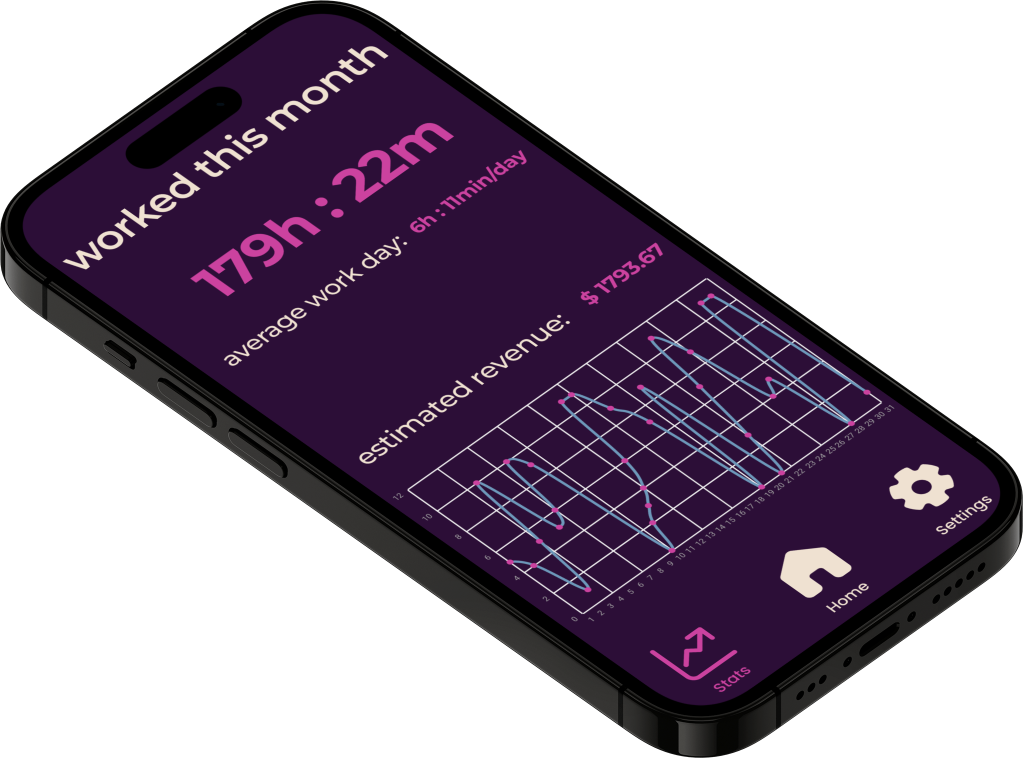 worked this month
179h : 22m
average work day: 6h : 11min/day
estimated revenue: $ 1793.67
12
10
8
6
4
2
0
1 2 3 4 5 6 7 8 9 10 11 12 13 14 15 16 17 18 19 20 21 22 23 24 25 26 27 28 29 30 31
Stats
Home
Settings